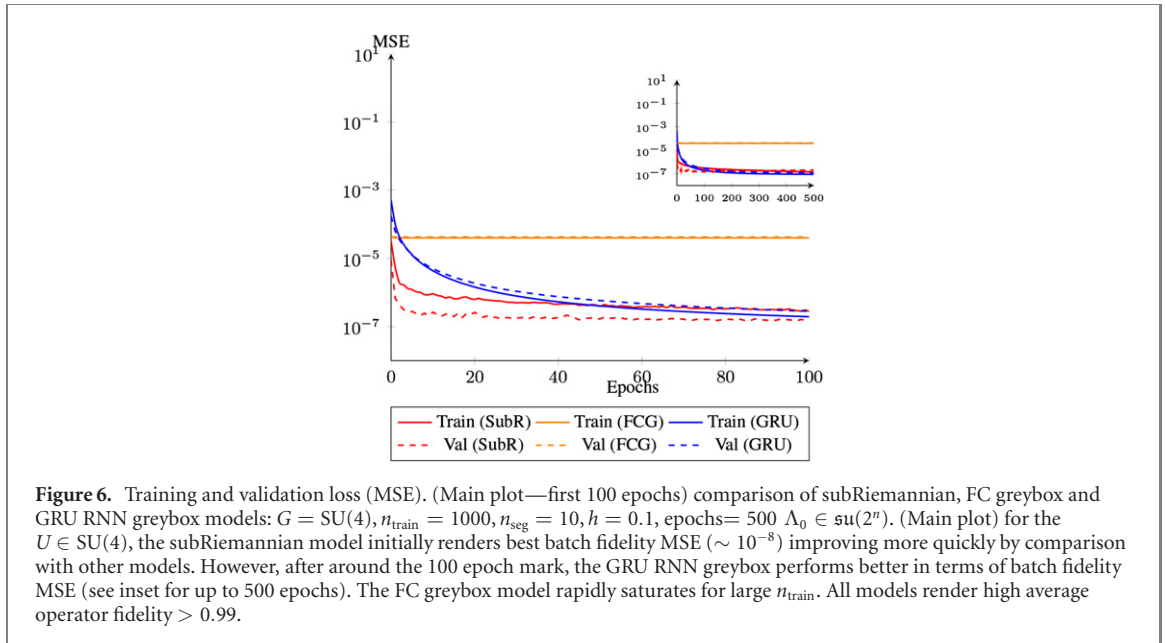 MSE
10^1
10^−1
10^−3
10^−5
10^−7
0 20 40 60 80 100
Epochs
10^1
10^−1
10^−3
10^−5
10^−7
0 100 200 300 400 500
Train (SubR) Train (FCG) Train (GRU)
Val (SubR) Val (FCG) Val (GRU)
Figure 6. Training and validation loss (MSE). (Main plot—first 100 epochs) comparison of subRiemannian, FC greybox and
GRU RNN greybox models: G = SU(4), n_train = 1000, n_seg = 10, h = 0.1, epochs= 500 Λ_0 ∈ 𝔰𝔲(2^n). (Main plot) for the
U ∈ SU(4), the subRiemannian model initially renders best batch fidelity MSE (∼ 10^−8) improving more quickly by comparison
with other models. However, after around the 100 epoch mark, the GRU RNN greybox performs better in terms of batch fidelity
MSE (see inset for up to 500 epochs). The FC greybox model rapidly saturates for large n_train. All models render high average
operator fidelity > 0.99.